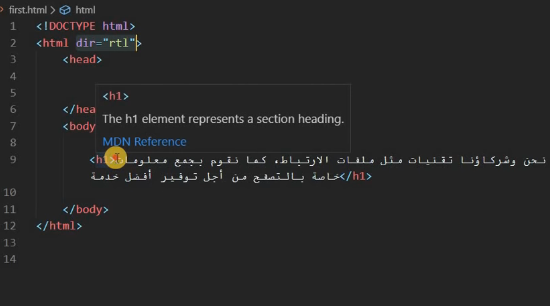 first.html > html
1 <!DOCTYPE html>
2 <html dir="rtl">
3 <head>
4
5 <h1>
The h1 element represents a section heading.
6 </hea
7 <body
MDN Reference
8
9 <h1>نحن وشركاؤنا تقنيات مثل ملفات الارتباط، كما نقوم بجمع معلومات
خاصة بالتصفح من أجل توفير أفضل خدمة</h1>
10
11 </body>
12 </html>
13
14